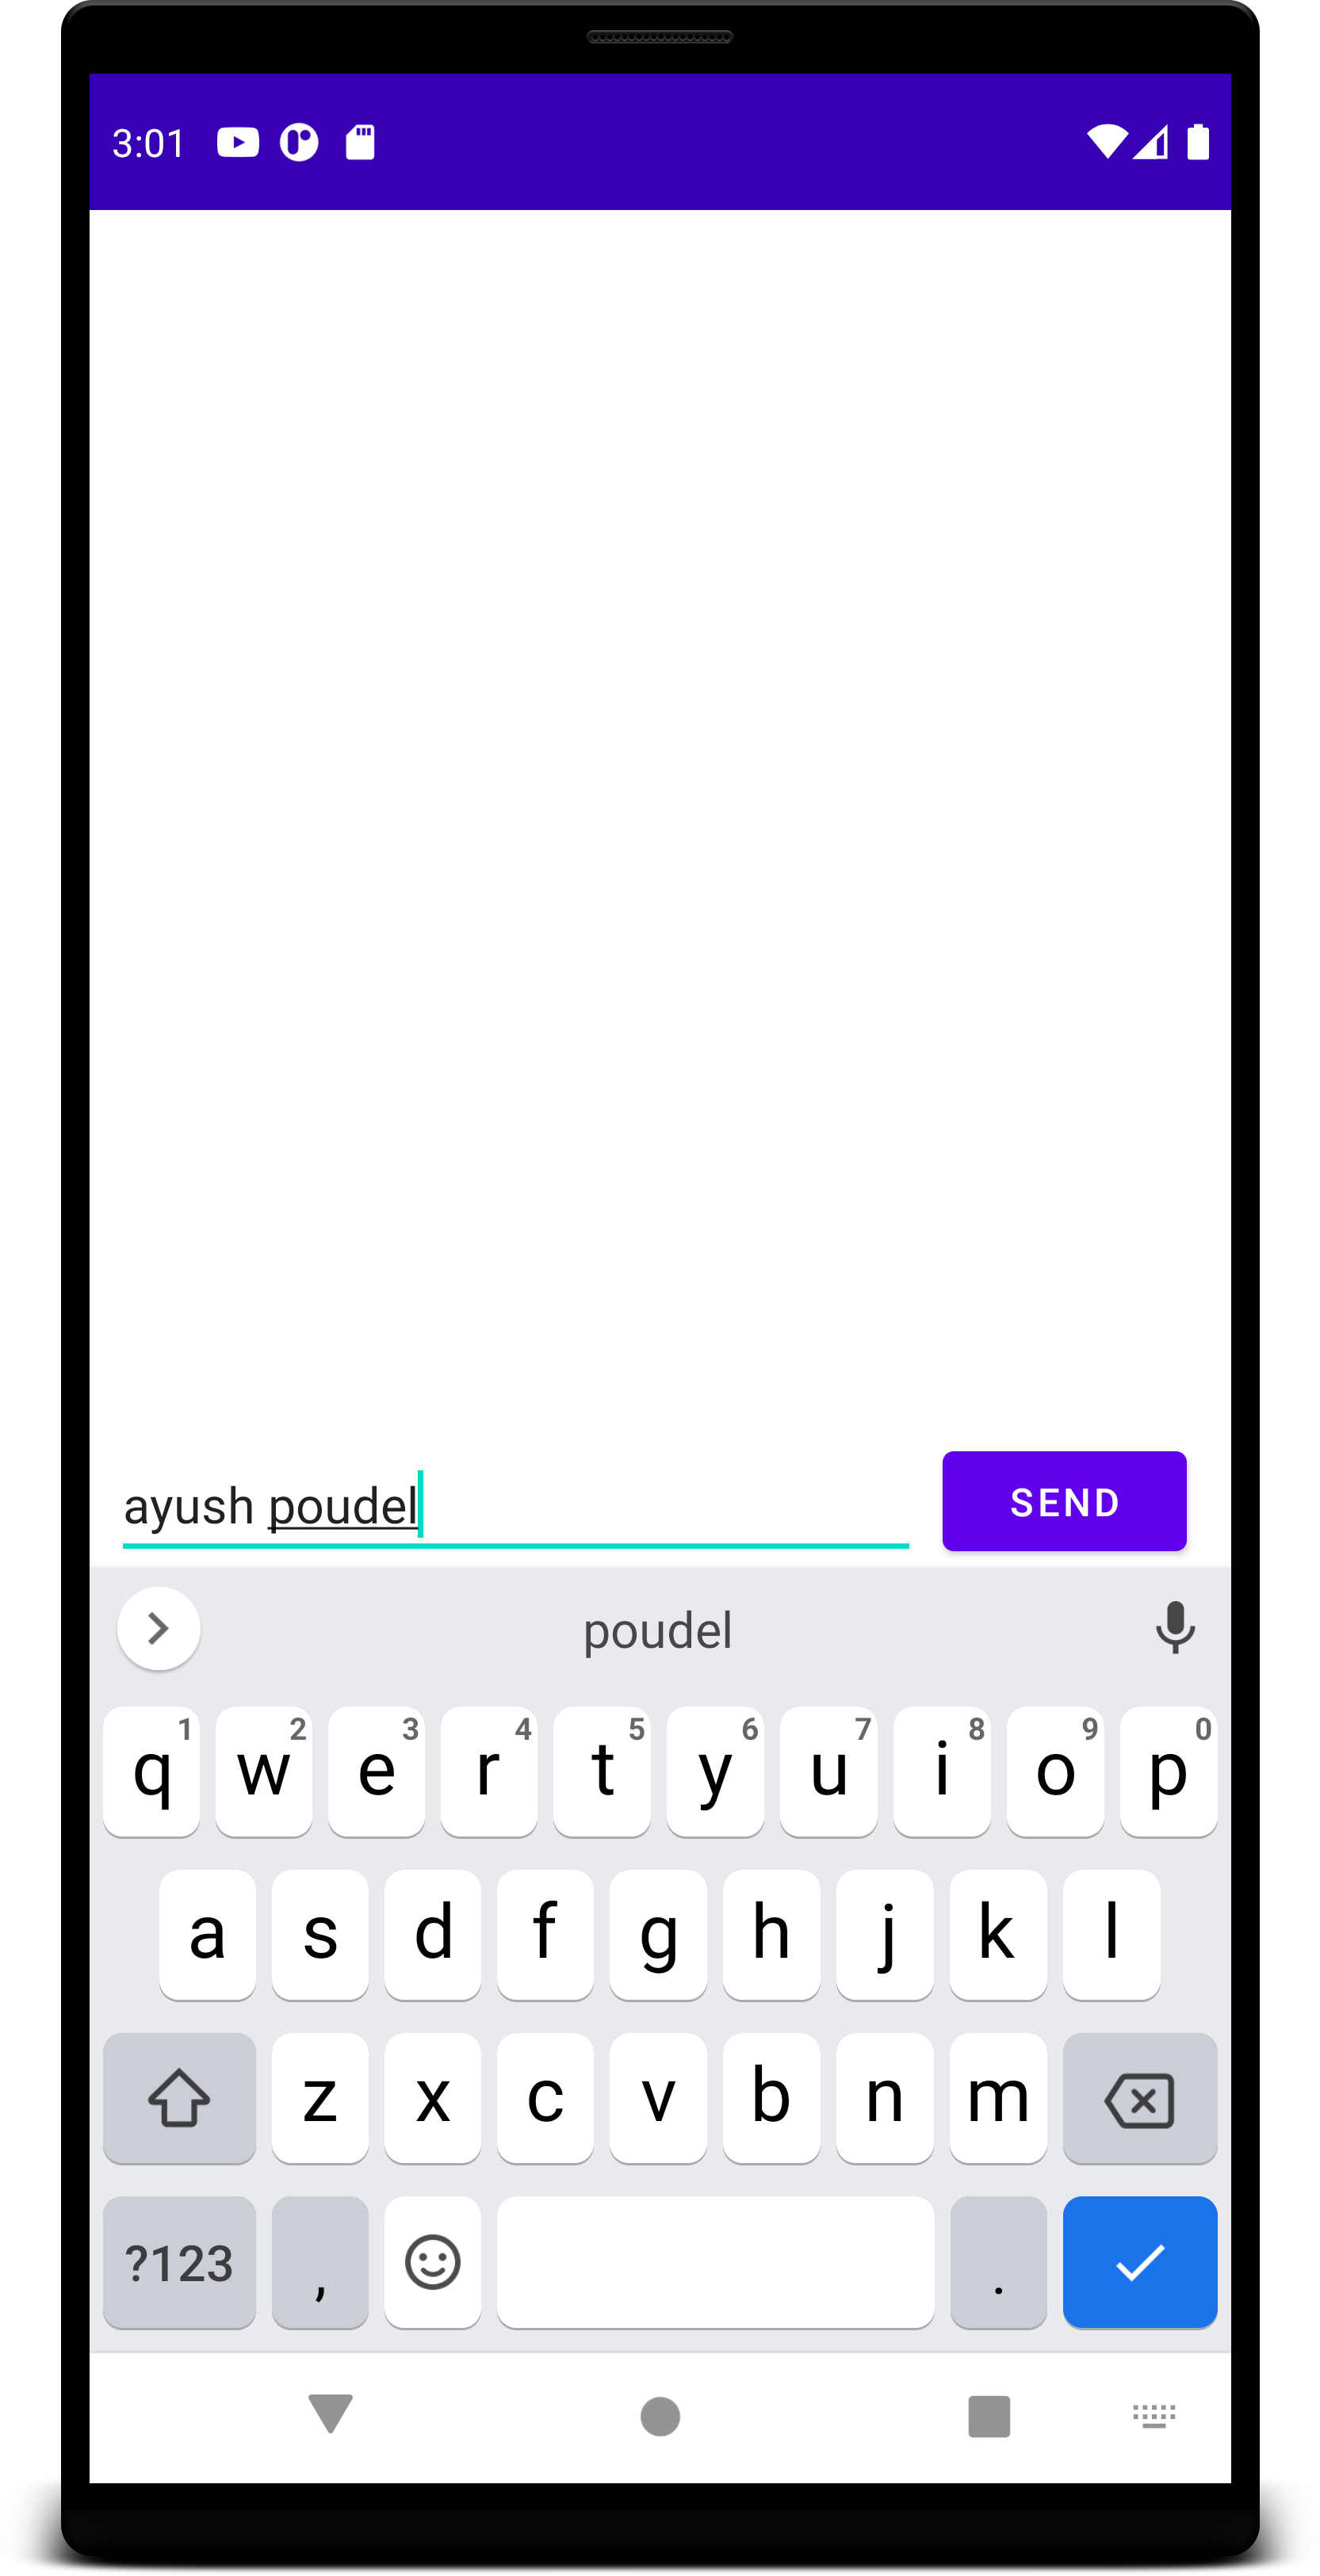 3:01
ayush poudel
SEND
poudel
q 1 w 2 e 3 r 4 t 5 y 6 u 7 i 8 o 9 p 0
a s d f g h j k l
z x c v b n m
?123 , .